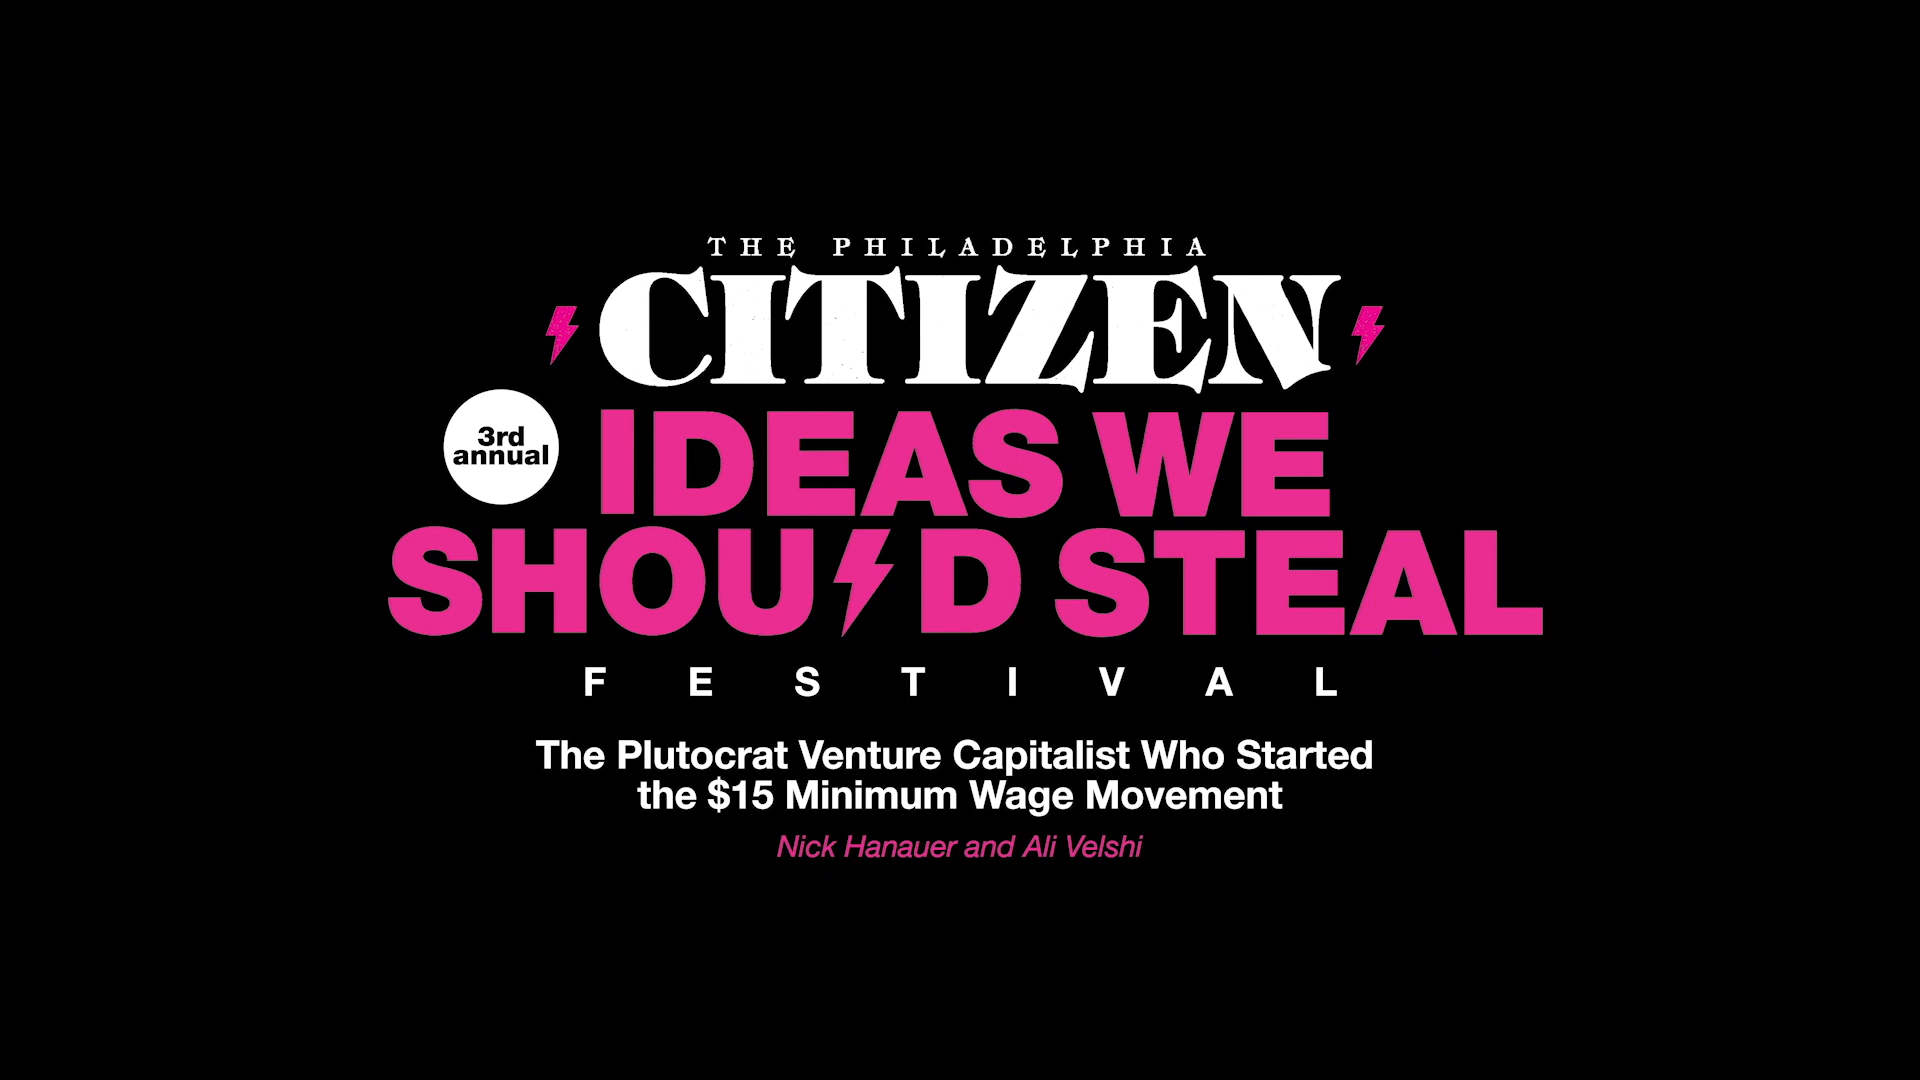 THE PHILADELPHIA
CITIZEN
3rd
annual
IDEAS WE
SHOULD STEAL
FESTIVAL
The Plutocrat Venture Capitalist Who Started
the $15 Minimum Wage Movement
Nick Hanauer and Ali Velshi